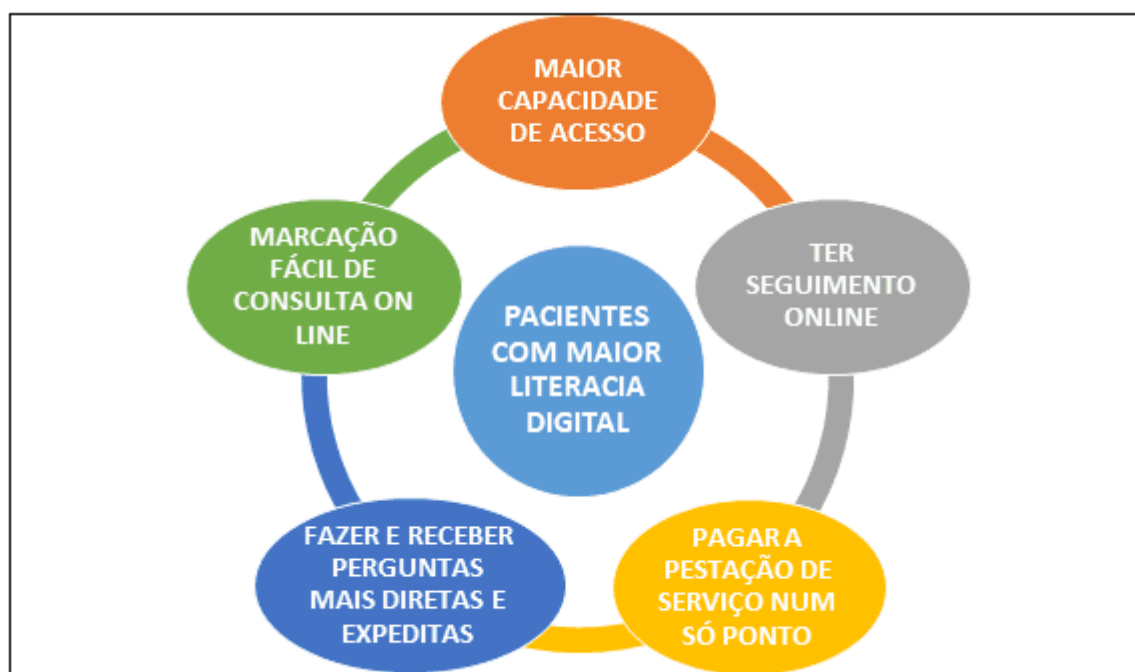 MAIOR
CAPACIDADE
DE ACESSO
TER
SEGUIMENTO
ONLINE
PAGAR A
PESTAÇÃO DE
SERVIÇO NUM
SÓ PONTO
FAZER E RECEBER
PERGUNTAS
MAIS DIRETAS E
EXPEDITAS
MARCAÇÃO
FÁCIL DE
CONSULTA ON
LINE
PACIENTES
COM MAIOR
LITERACIA
DIGITAL